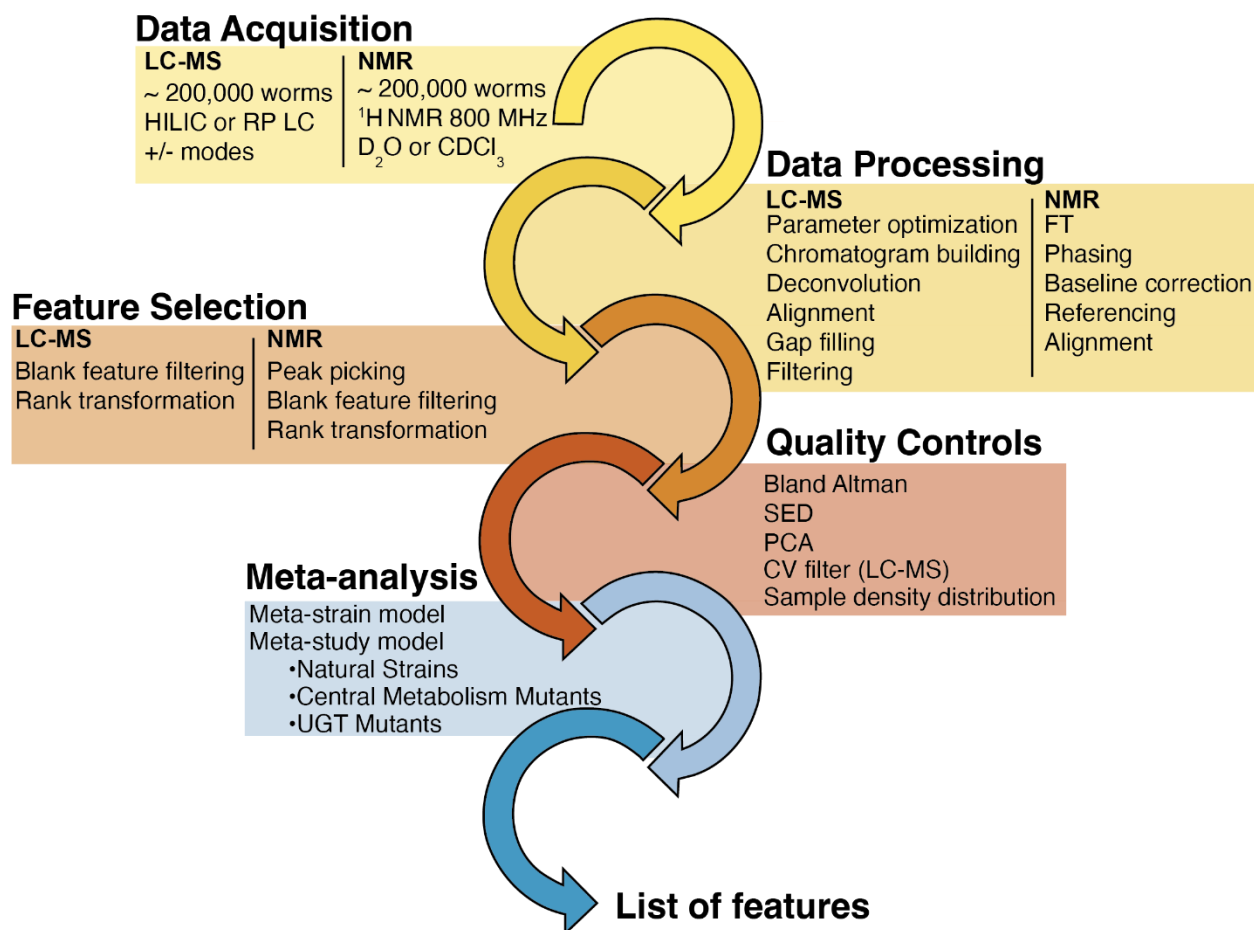 Data Acquisition
LC-MS
~ 200,000 worms
HILIC or RP LC
+/- modes
NMR
~ 200,000 worms
¹H NMR 800 MHz
D₂O or CDCl₃
Data Processing
LC-MS
Parameter optimization
Chromatogram building
Deconvolution
Alignment
Gap filling
Filtering
NMR
FT
Phasing
Baseline correction
Referencing
Alignment
Feature Selection
LC-MS
Blank feature filtering
Rank transformation
NMR
Peak picking
Blank feature filtering
Rank transformation
Quality Controls
Bland Altman
SED
PCA
CV filter (LC-MS)
Sample density distribution
Meta-analysis
Meta-strain model
Meta-study model
•Natural Strains
•Central Metabolism Mutants
•UGT Mutants
List of features